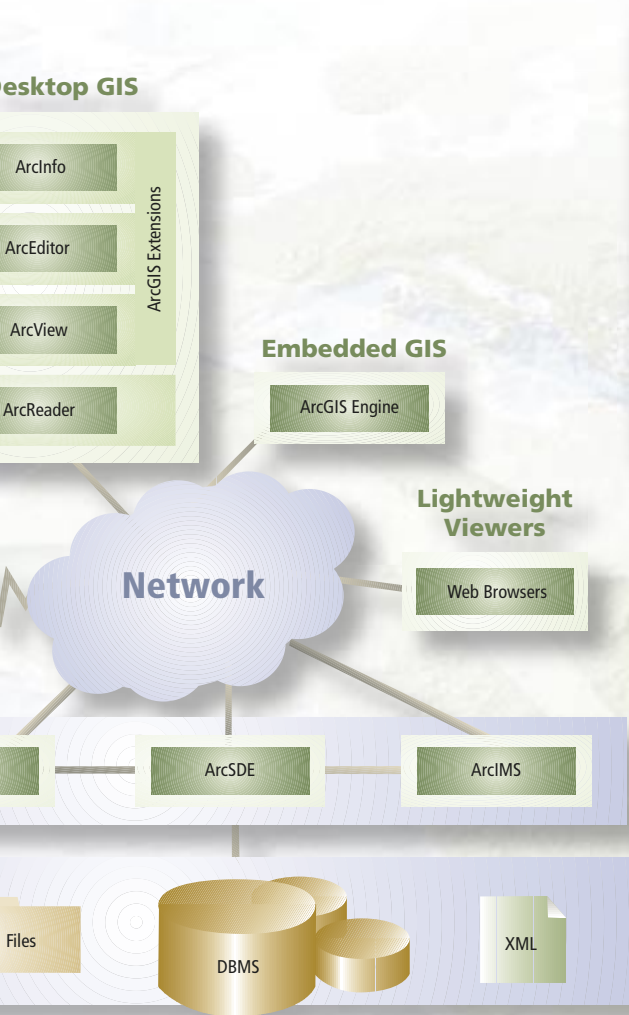 esktop GIS
ArcInfo
ArcEditor
ArcView
ArcGIS Extensions
ArcReader
Embedded GIS
ArcGIS Engine
Lightweight
Viewers
Network
Web Browsers
ArcSDE
ArcIMS
Files
DBMS
XML